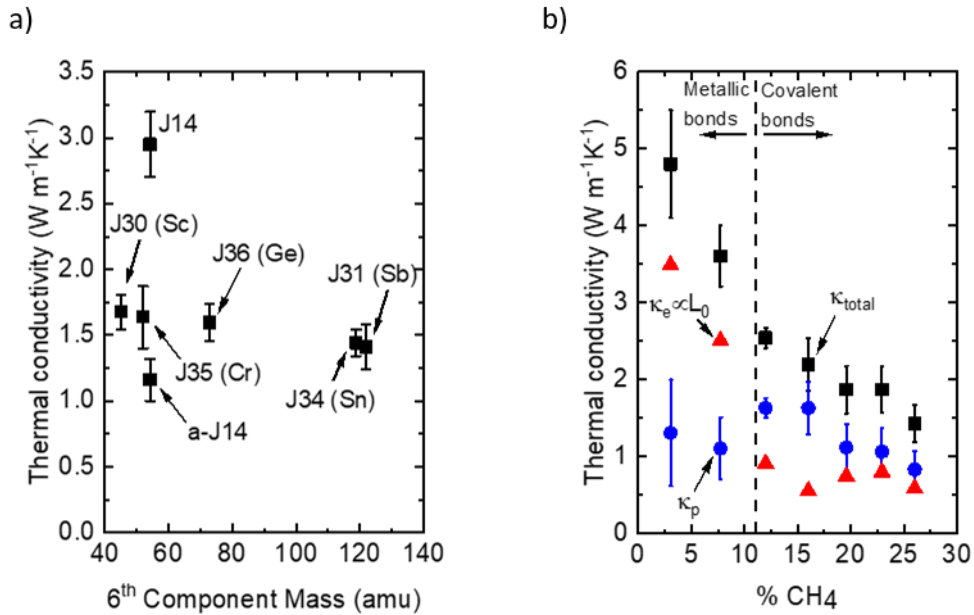 a)
Thermal conductivity (W m⁻¹K⁻¹)
3.5
3.0
2.5
2.0
1.5
1.0
0.5
0.0
J14
J30 (Sc)
J36 (Ge)
J31 (Sb)
J35 (Cr)
J34 (Sn)
a-J14
40 60 80 100 120 140
6th Component Mass (amu)
b)
Thermal conductivity (W m⁻¹K⁻¹)
6
5
4
3
2
1
0
Metallic
bonds
Covalent
bonds
κe∝L0
κtotal
κp
0 5 10 15 20 25 30
% CH4